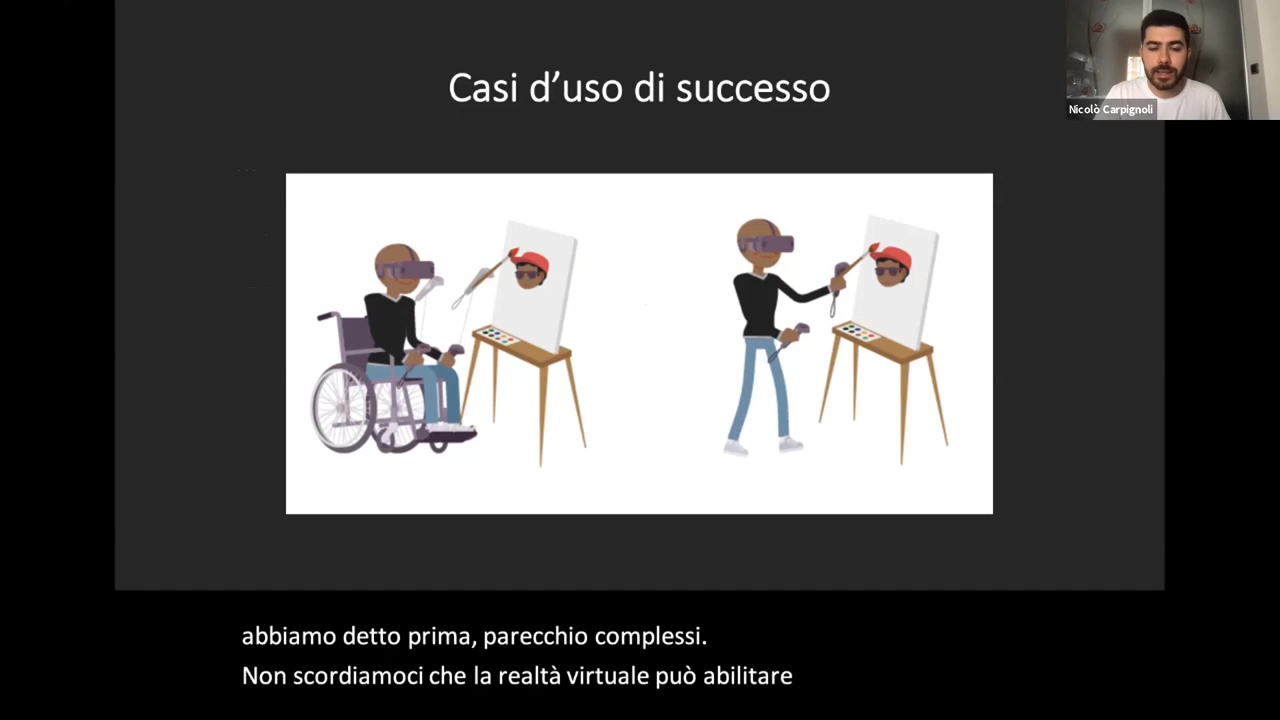 Casi d’uso di successo
Nicolò Carpignoli
abbiamo detto prima, parecchio complessi.
Non scordiamoci che la realtà virtuale può abilitare